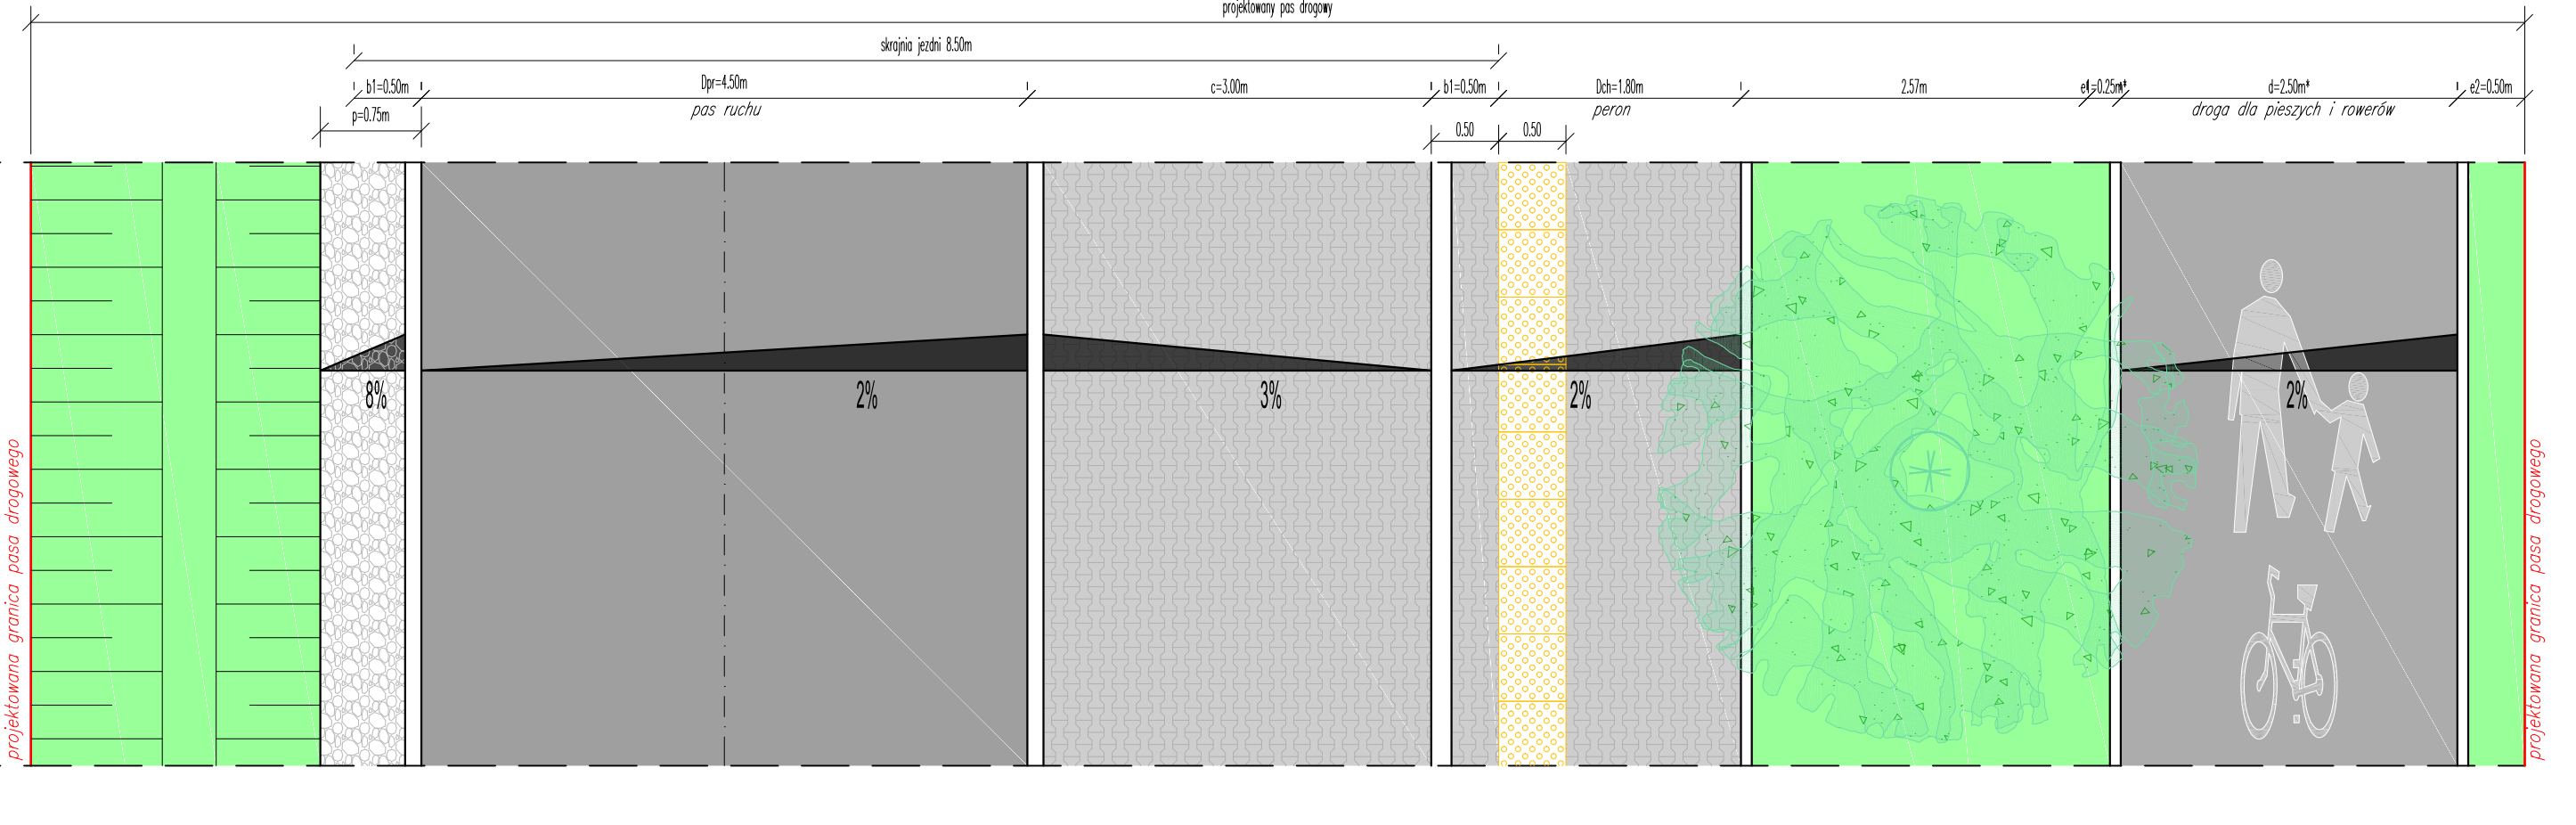 projektowany pas drogowy
skrajnia jezdni 8.50m
b1=0.50m
Dpr=4.50m
c=3.00m
b1=0.50m
Dch=1.80m
2.57m
e1=0.25m*
d=2.50m*
e2=0.50m
p=0.75m
pas ruchu
peron
droga dla pieszych i rowerów
0.50
0.50
8%
2%
3%
2%
2%
projektowana granica pasa drogowego
projektowana granica pasa drogowego